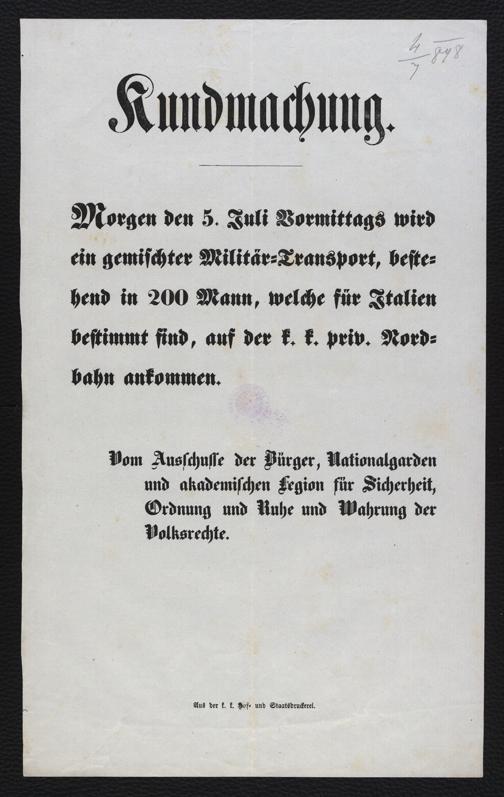 4/7 848
Kundmachung.
Morgen den 5. Juli Vormittags wird
ein gemischter Militär=Transport, beste=
hend in 200 Mann, welche für Italien
bestimmt sind, auf der k. k. priv. Nord=
bahn ankommen.
Vom Ausschusse der Bürger, Nationalgarden
und akademischen Legion für Sicherheit,
Ordnung und Ruhe und Wahrung der
Volksrechte.
Aus der k. k. Hof= und Staatsdruckerei.